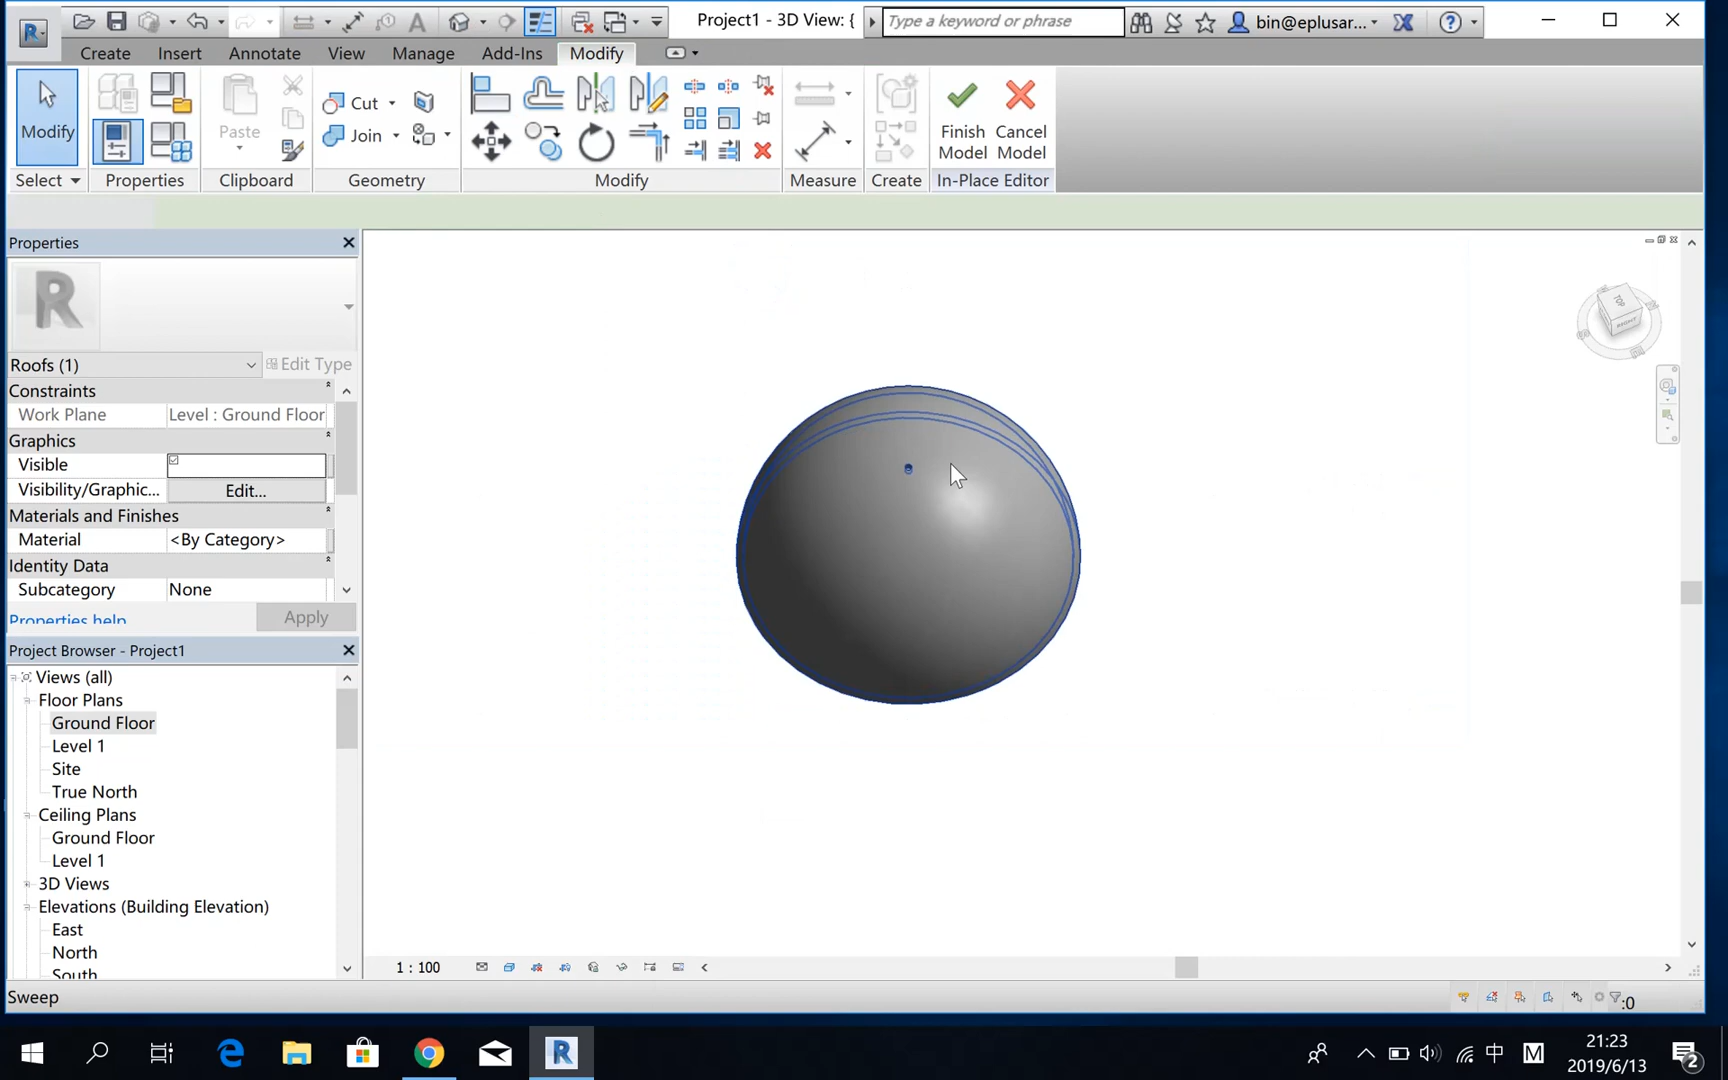 Project1 - 3D View: {
Type a keyword or phrase
bin@eplusar...
Create
Insert
Annotate
View
Manage
Add-Ins
Modify
Modify
Paste
Cut
Join
Finish
Model
Cancel
Model
Select
Properties
Clipboard
Geometry
Modify
Measure
Create
In-Place Editor
Properties
R
Roofs (1)
Edit Type
Constraints
Work Plane
Level : Ground Floor
Graphics
Visible
Visibility/Graphic...
Edit...
Materials and Finishes
Material
<By Category>
Identity Data
Subcategory
None
Properties help
Apply
Project Browser - Project1
Views (all)
Floor Plans
Ground Floor
Level 1
Site
True North
Ceiling Plans
Ground Floor
Level 1
3D Views
Elevations (Building Elevation)
East
North
South
TOP
1 : 100
Sweep
:0
中
M
21:23
2019/6/13
2